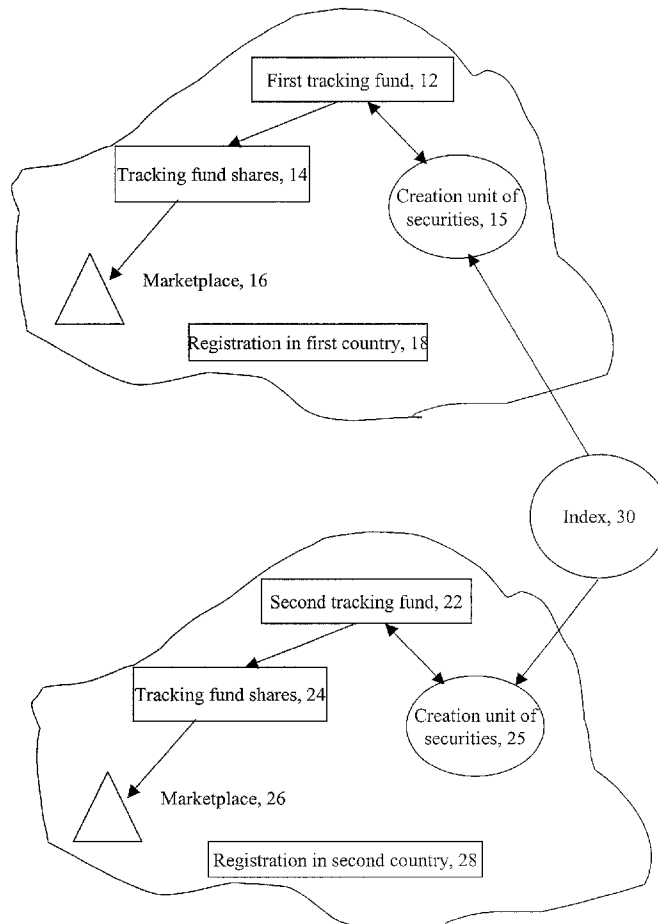 First tracking fund, 12
Tracking fund shares, 14
Creation unit of
securities, 15
Marketplace, 16
Registration in first country, 18
Index, 30
Second tracking fund, 22
Tracking fund shares, 24
Creation unit of
securities, 25
Marketplace, 26
Registration in second country, 28